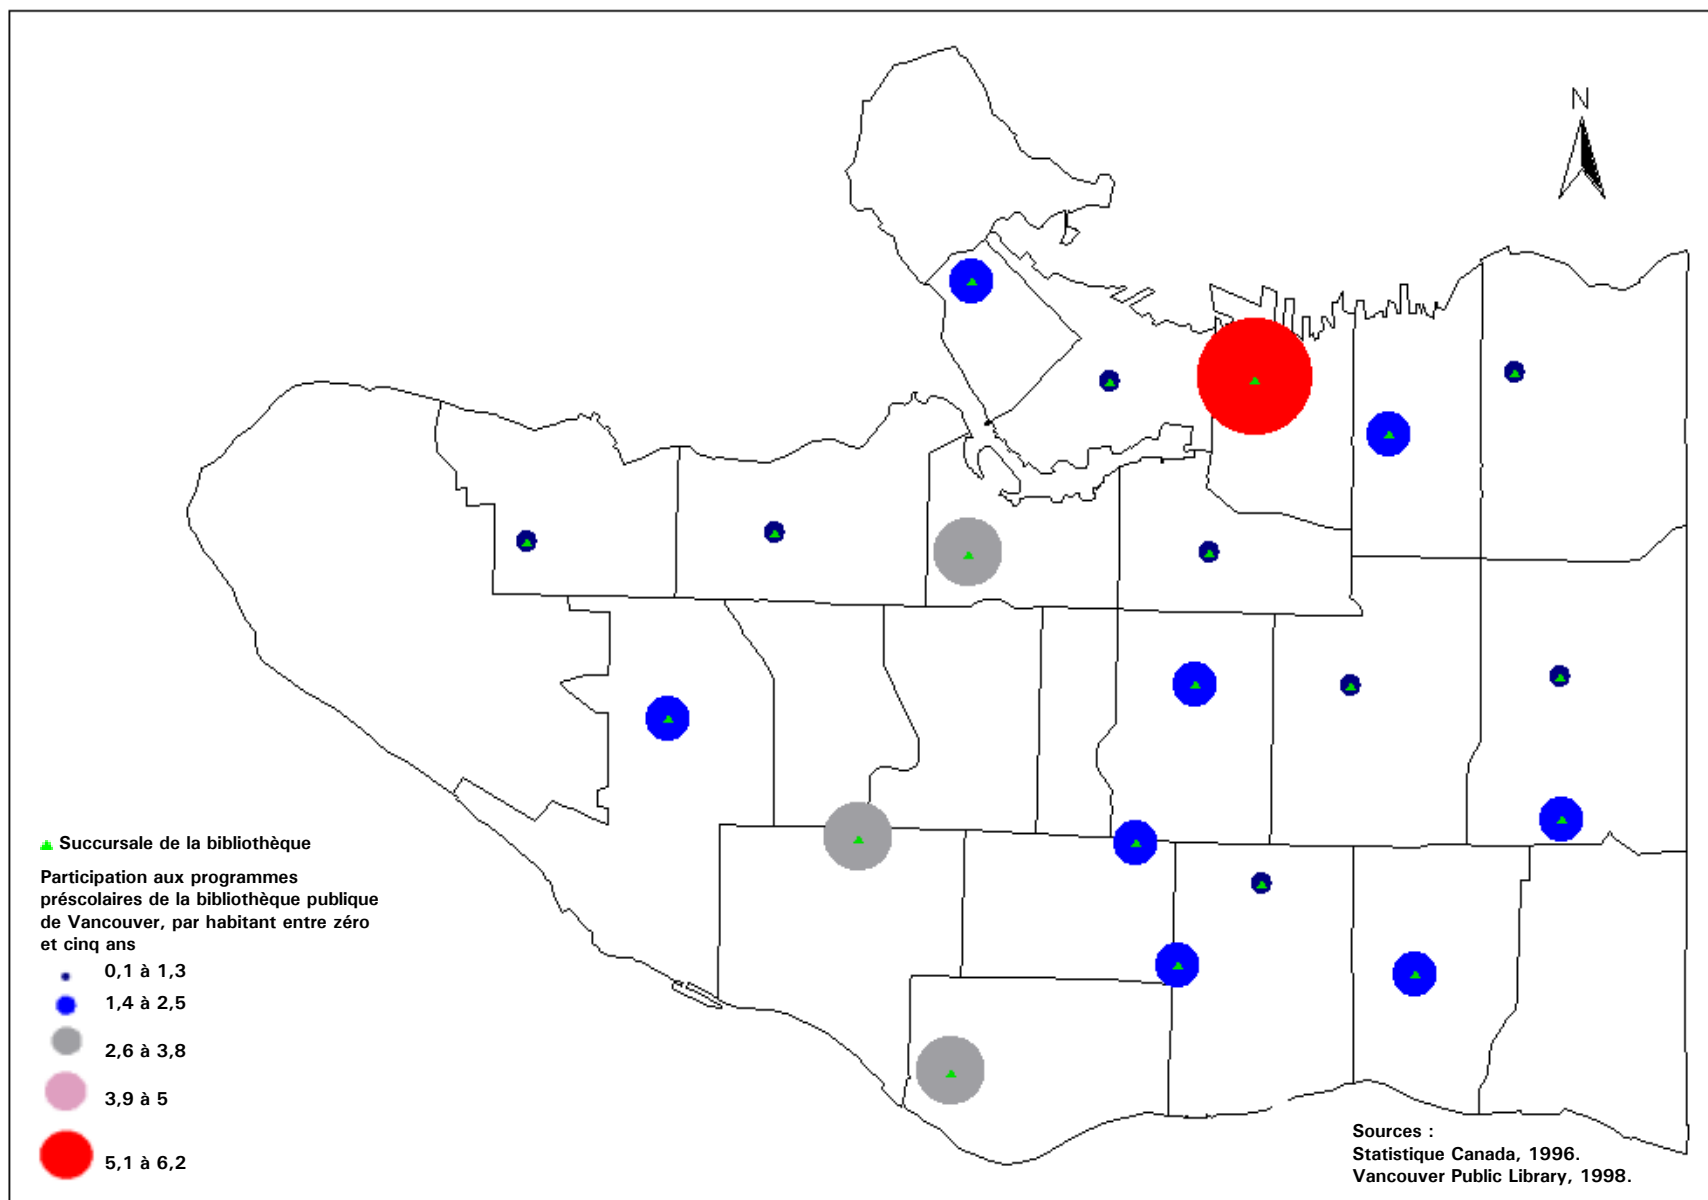 N
Succursale de la bibliothèque
Participation aux programmes
préscolaires de la bibliothèque publique
de Vancouver, par habitant entre zéro
et cinq ans
0,1 à 1,3
1,4 à 2,5
2,6 à 3,8
3,9 à 5
5,1 à 6,2
Sources :
Statistique Canada, 1996.
Vancouver Public Library, 1998.